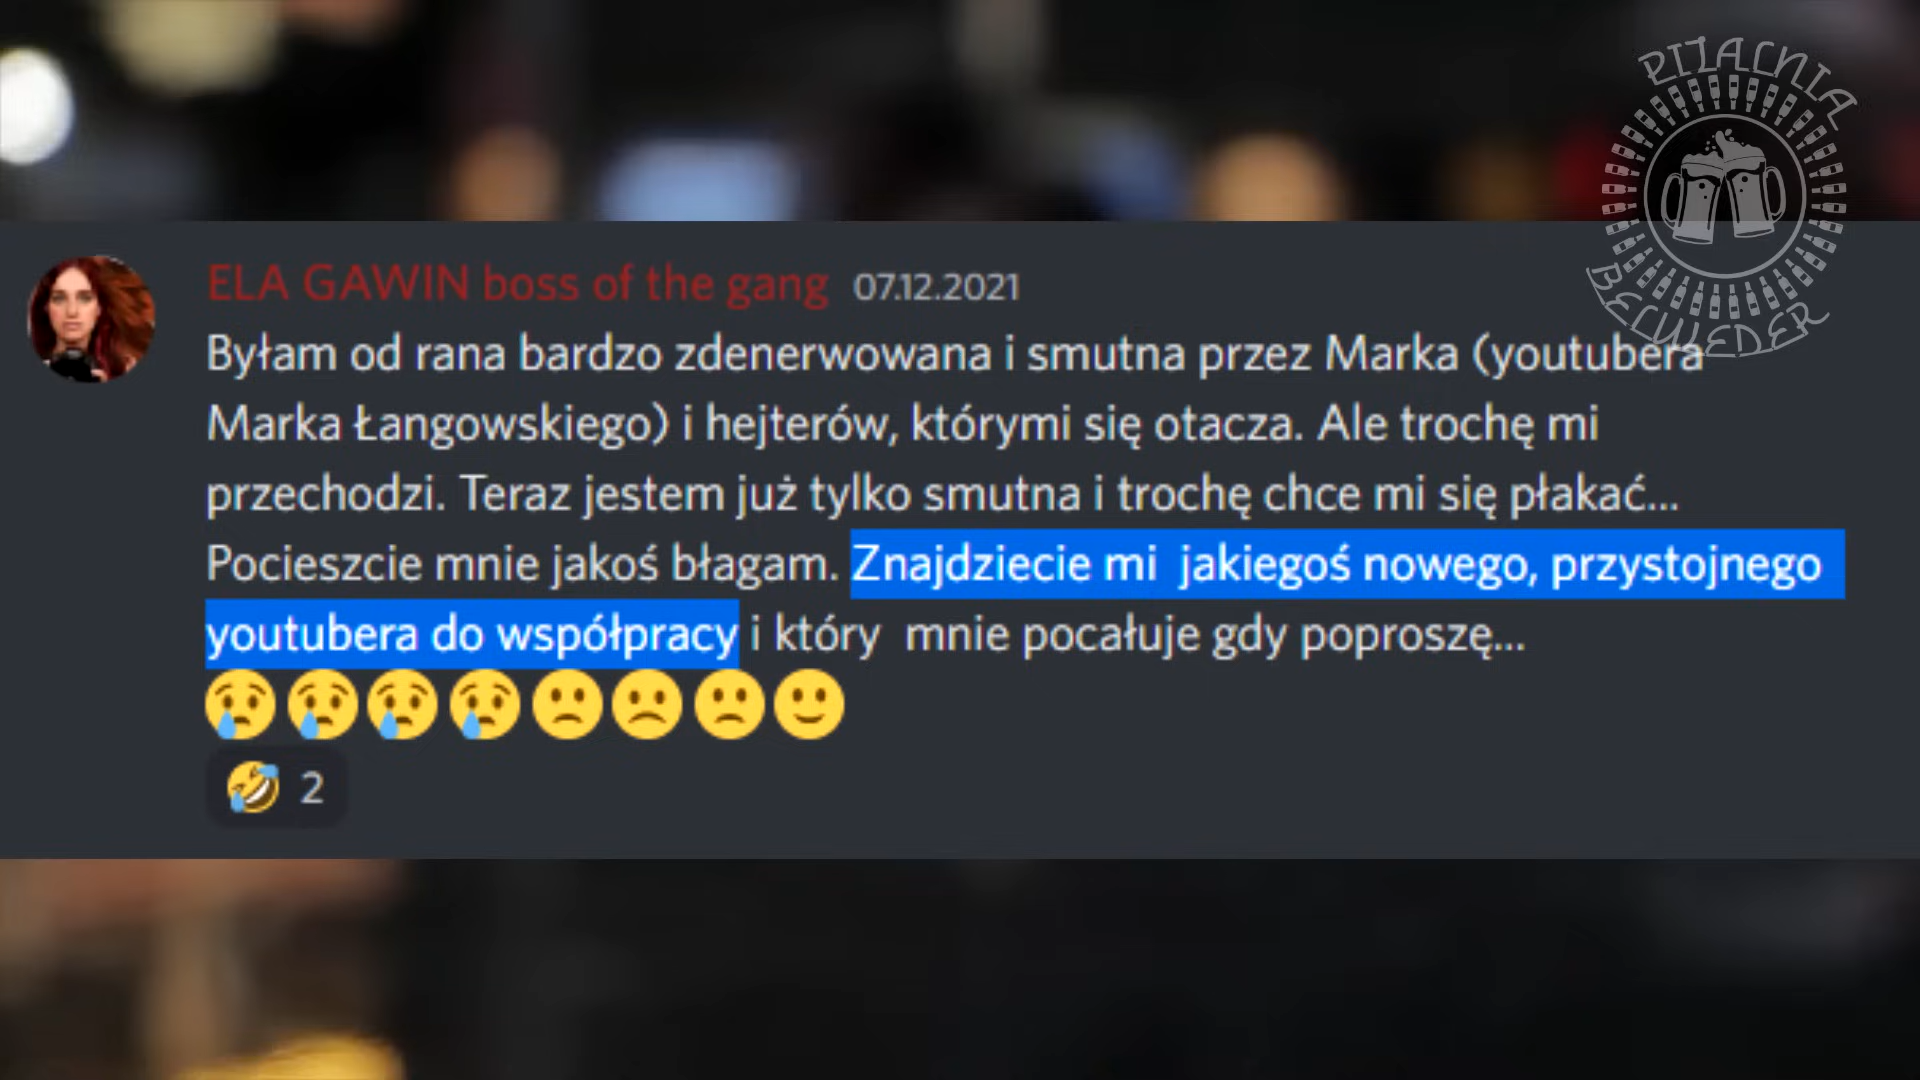 PIJALNIA
BELWEDER
ELA GAWIN boss of the gang 07.12.2021
Byłam od rana bardzo zdenerwowana i smutna przez Marka (youtubera
Marka Łangowskiego) i hejterów, którymi się otacza. Ale trochę mi
przechodzi. Teraz jestem już tylko smutna i trochę chce mi się płakać...
Pocieszcie mnie jakoś błagam. Znajdziecie mi jakiegoś nowego, przystojnego
youtubera do współpracy i który mnie pocałuje gdy poproszę...
😢😢😢😢🙁🙁🙁🙂
🤣 2